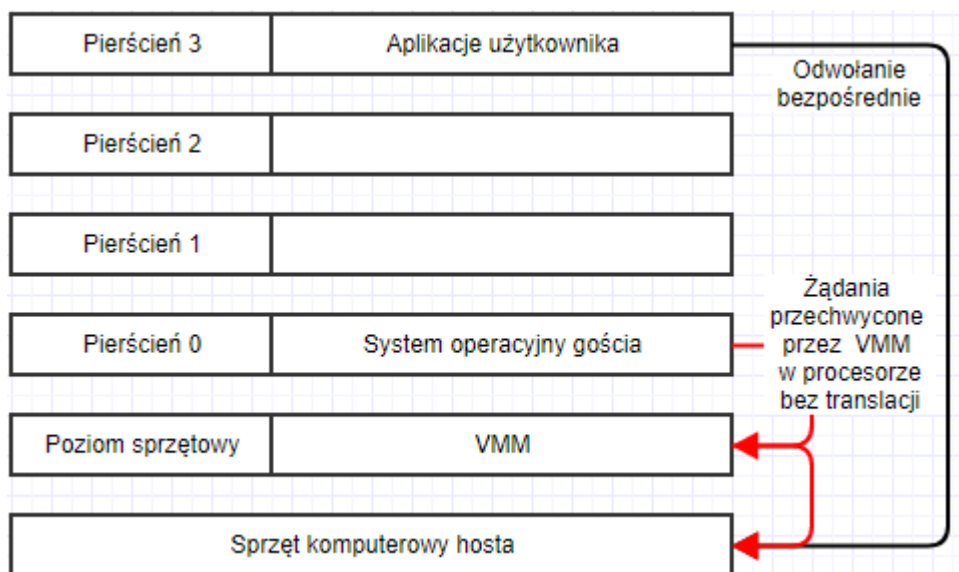 Pierścień 3
Aplikacje użytkownika
Odwołanie
bezpośrednie
Pierścień 2
Pierścień 1
Żądania
przechwycone
przez VMM
w procesorze
bez translacji
Pierścień 0
System operacyjny gościa
Poziom sprzętowy
VMM
Sprzęt komputerowy hosta